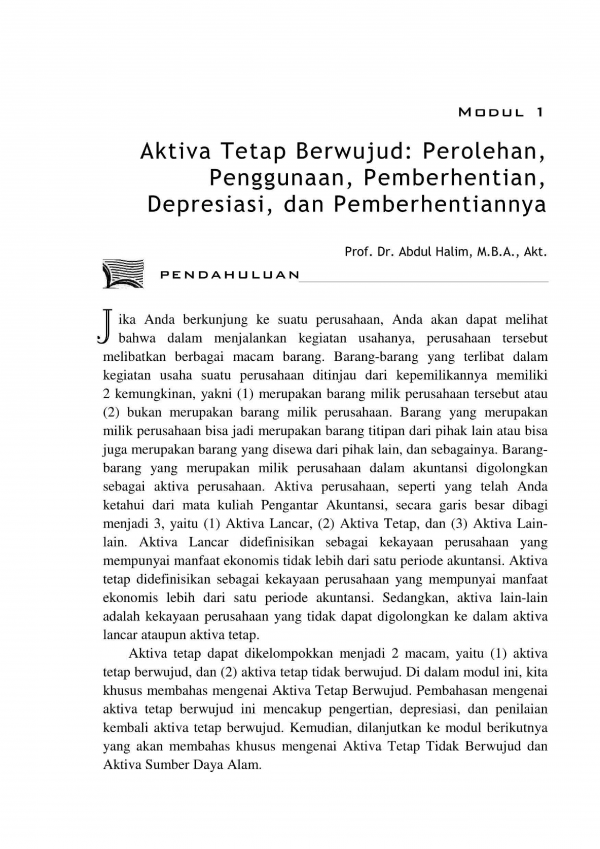 MODUL 1
Aktiva Tetap Berwujud: Perolehan,
Penggunaan, Pemberhentian,
Depresiasi, dan Pemberhentiannya
Prof. Dr. Abdul Halim, M.B.A., Akt.
PENDAHULUAN
Jika Anda berkunjung ke suatu perusahaan, Anda akan dapat melihat
bahwa dalam menjalankan kegiatan usahanya, perusahaan tersebut
melibatkan berbagai macam barang. Barang-barang yang terlibat dalam
kegiatan usaha suatu perusahaan ditinjau dari kepemilikannya memiliki
2 kemungkinan, yakni (1) merupakan barang milik perusahaan tersebut atau
(2) bukan merupakan barang milik perusahaan. Barang yang merupakan
milik perusahaan bisa jadi merupakan barang titipan dari pihak lain atau bisa
juga merupakan barang yang disewa dari pihak lain, dan sebagainya. Barang-
barang yang merupakan milik perusahaan dalam akuntansi digolongkan
sebagai aktiva perusahaan. Aktiva perusahaan, seperti yang telah Anda
ketahui dari mata kuliah Pengantar Akuntansi, secara garis besar dibagi
menjadi 3, yaitu (1) Aktiva Lancar, (2) Aktiva Tetap, dan (3) Aktiva Lain-
lain. Aktiva Lancar didefinisikan sebagai kekayaan perusahaan yang
mempunyai manfaat ekonomis tidak lebih dari satu periode akuntansi. Aktiva
tetap didefinisikan sebagai kekayaan perusahaan yang mempunyai manfaat
ekonomis lebih dari satu periode akuntansi. Sedangkan, aktiva lain-lain
adalah kekayaan perusahaan yang tidak dapat digolongkan ke dalam aktiva
lancar ataupun aktiva tetap.
Aktiva tetap dapat dikelompokkan menjadi 2 macam, yaitu (1) aktiva
tetap berwujud, dan (2) aktiva tetap tidak berwujud. Di dalam modul ini, kita
khusus membahas mengenai Aktiva Tetap Berwujud. Pembahasan mengenai
aktiva tetap berwujud ini mencakup pengertian, depresiasi, dan penilaian
kembali aktiva tetap berwujud. Kemudian, dilanjutkan ke modul berikutnya
yang akan membahas khusus mengenai Aktiva Tetap Tidak Berwujud dan
Aktiva Sumber Daya Alam.